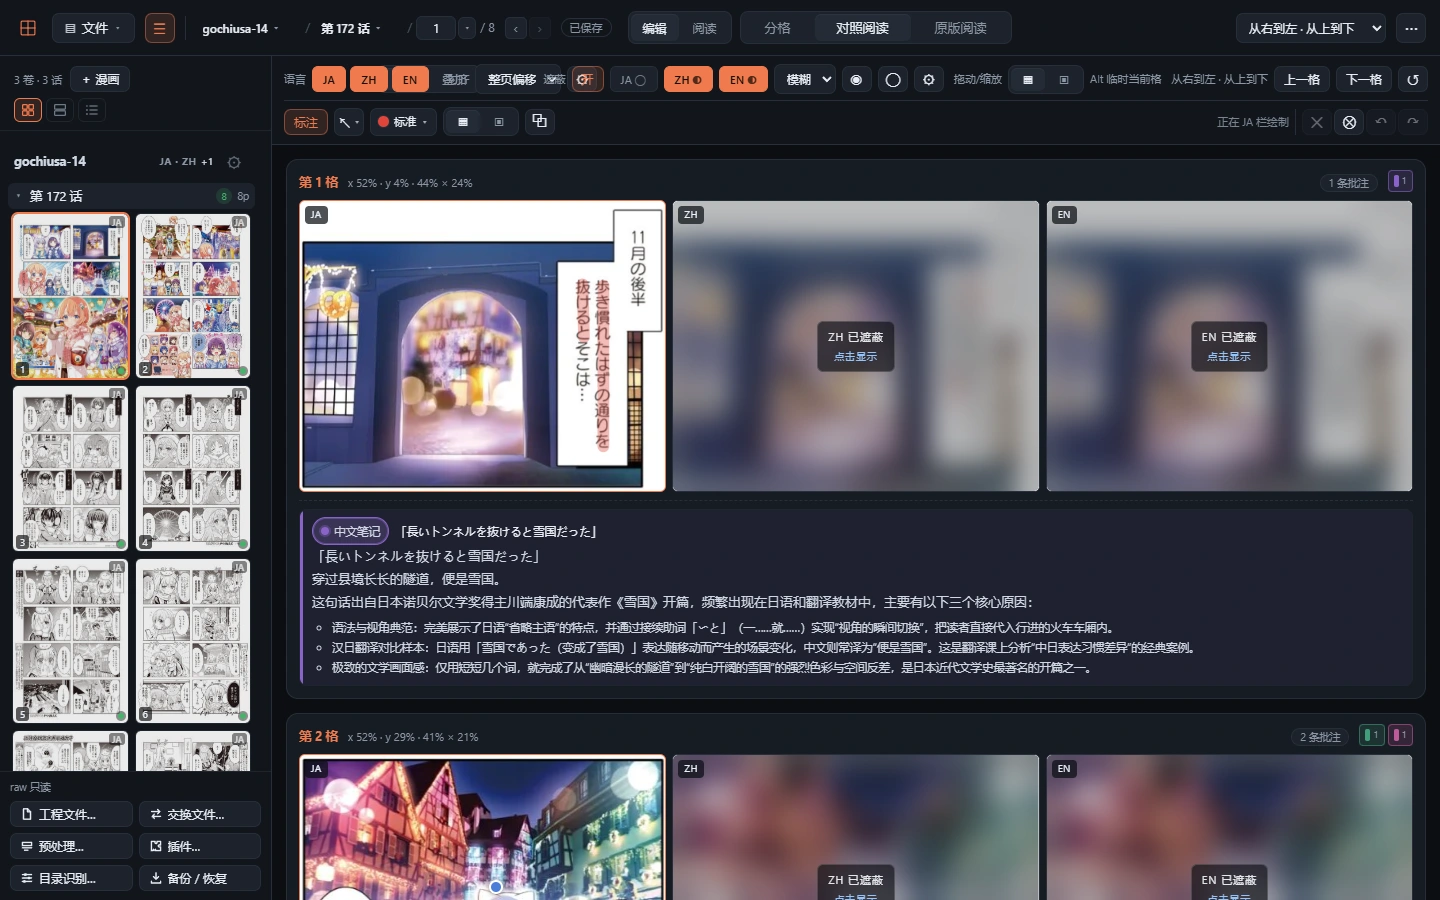 文件
gochiusa-14
/
第 172 话
/
1
/ 8
已保存
编辑
阅读
分格
对照阅读
原版阅读
从右到左 · 从上到下
3 卷 · 3 话
+ 漫画
gochiusa-14
JA · ZH +1
第 172 话
8
8p
JA
1
JA
2
JA
3
JA
4
JA
5
JA
6
JA
JA
raw 只读
工程文件...
交换文件...
预处理...
插件...
目录识别...
备份 / 恢复
语言
JA
ZH
EN
整页偏移
遮蔽
JA
ZH
EN
模糊
拖动/缩放
Alt 临时当前格
从右到左 · 从上到下
上一格
下一格
标注
标准
正在 JA 栏绘制
第 1 格
x 52% · y 4% · 44% × 24%
1 条批注
1
JA
11月の後半
歩き慣れたはずの通りを
抜けるとそこは…
ZH
ZH 已遮蔽
点击显示
EN
EN 已遮蔽
点击显示
中文笔记
「長いトンネルを抜けると雪国だった」
「長いトンネルを抜けると雪国だった」
穿过县境长长的隧道，便是雪国。
这句话出自日本诺贝尔文学奖得主川端康成的代表作《雪国》开篇，频繁出现在日语和翻译教材中，主要有以下三个核心原因：
语法与视角典范：完美展示了日语“省略主语”的特点，并通过接续助词「〜と」（一……就……）实现“视角的瞬间切换”，把读者直接代入行进的火车车厢内。
汉日翻译对比样本：日语用「雪国であった（变成了雪国）」表达随移动而产生的场景变化，中文则常译为“便是雪国”。这是翻译课上分析“中日表达习惯差异”的经典案例。
极致的文学画面感：仅用短短几个词，就完成了从“幽暗漫长的隧道”到“纯白开阔的雪国”的强烈色彩与空间反差，是日本近代文学史最著名的开篇之一。
第 2 格
x 52% · y 29% · 41% × 21%
2 条批注
1
1
JA
ZH
ZH 已遮蔽
点击显示
EN
EN 已遮蔽
点击显示